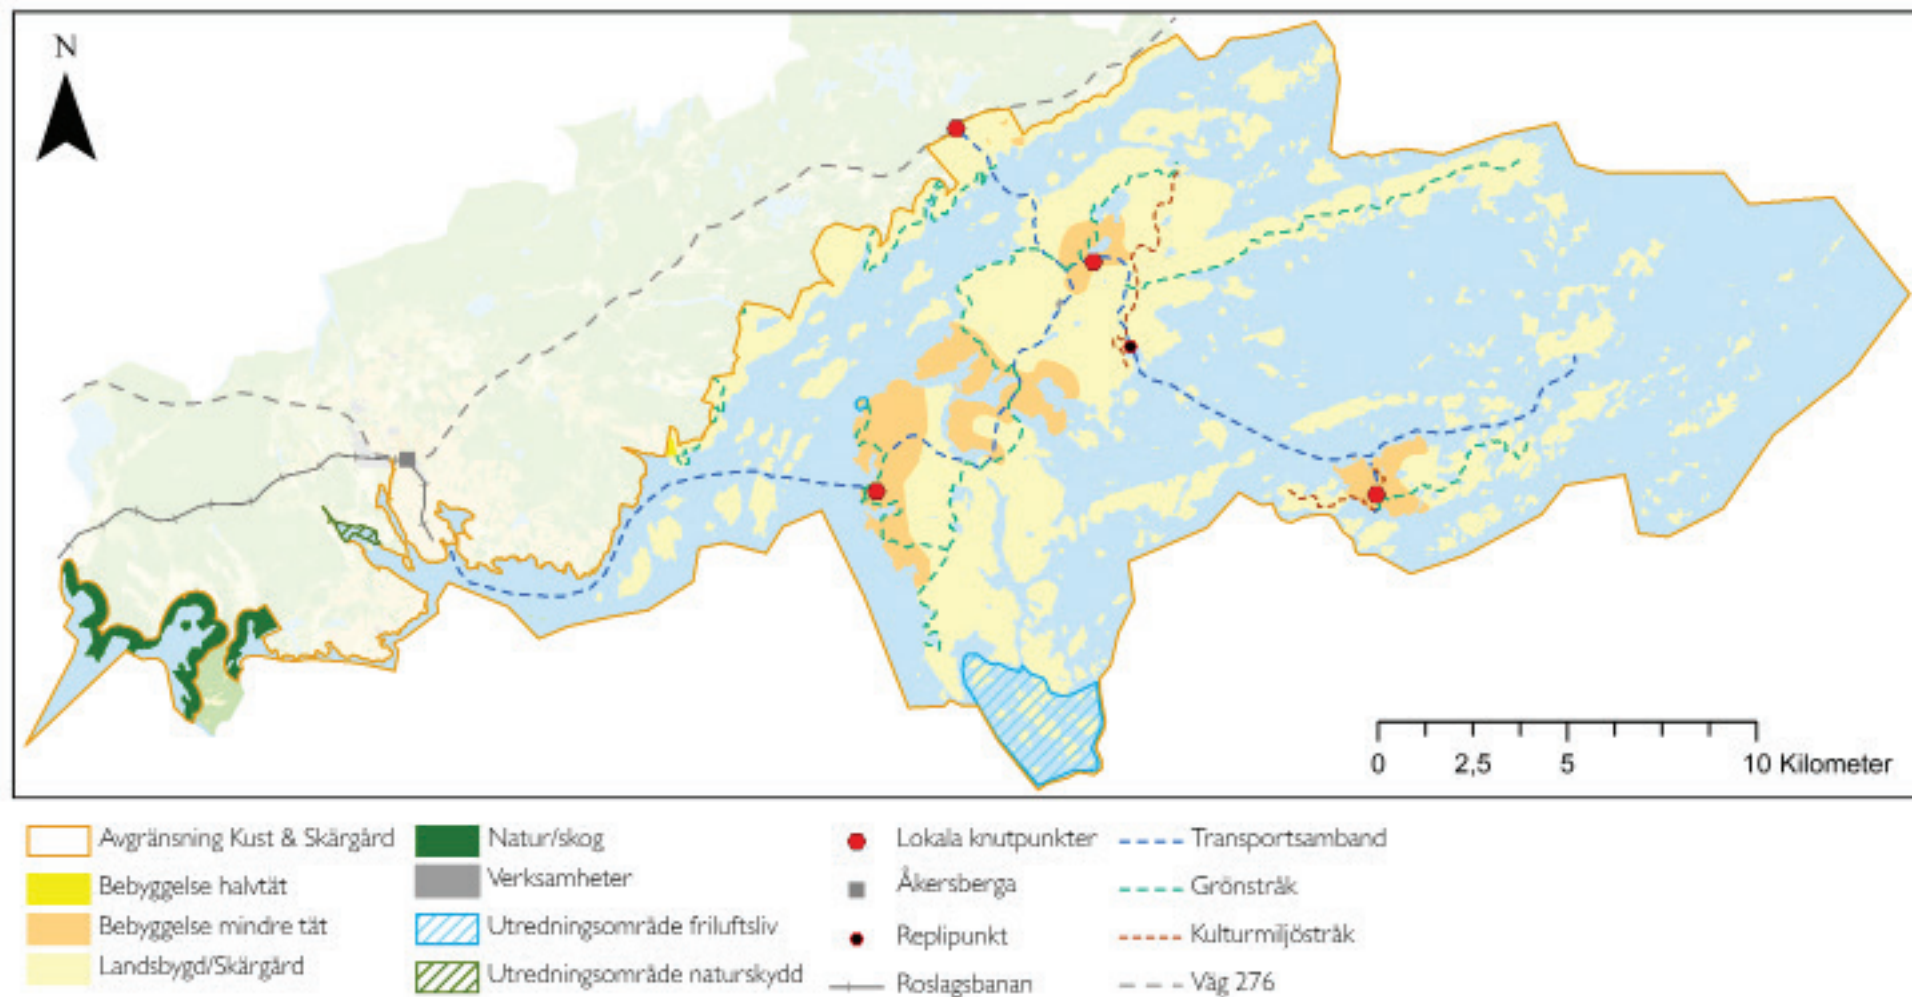 N
0 2,5 5 10 Kilometer
Avgränsning Kust & Skärgård
Bebyggelse halvtät
Bebyggelse mindre tät
Landsbygd/Skärgård
Natur/skog
Verksamheter
Utredningsområde friluftsliv
Utredningsområde naturskydd
Lokala knutpunkter
Åkersberga
Replipunkt
Roslagsbanan
Transportsamband
Grönstråk
Kulturmiljöstråk
Väg 276